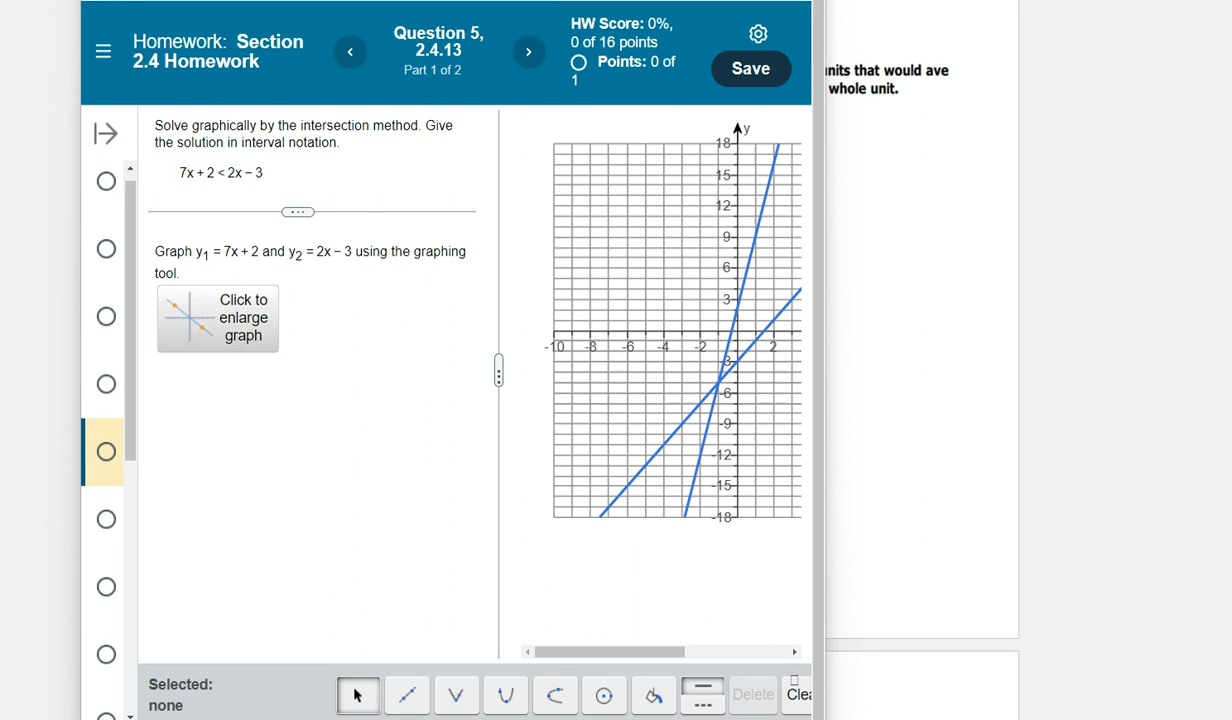 Homework: Section
2.4 Homework
Question 5,
2.4.13
Part 1 of 2
HW Score: 0%,
0 of 16 points
Points: 0 of
1
Save
nits that would ave
whole unit.
Solve graphically by the intersection method. Give
the solution in interval notation.
7x + 2 < 2x − 3
Graph y1 = 7x + 2 and y2 = 2x − 3 using the graphing
tool.
Click to
enlarge
graph
y
18
15
12
9
6
3
-10 -8 -6 -4 -2 2
-3
-6
-9
-12
-15
-18
Selected:
none
Delete
Clea